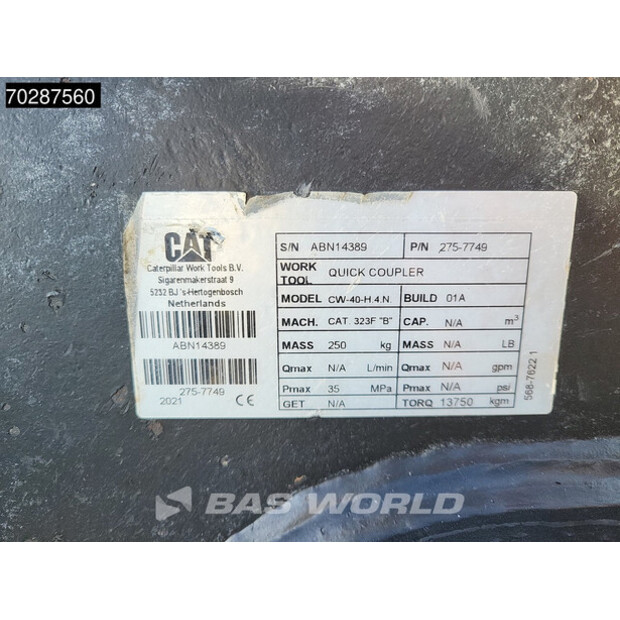 70287560
CAT
Caterpillar Work Tools B.V.
Sigarenmakerstraat 9
5232 BJ 's-Hertogenbosch
Netherlands
ABN14389
275-7749
2021 CE
S/N ABN14389 P/N 275-7749
WORK TOOL QUICK COUPLER
MODEL CW-40-H.4.N. BUILD 01A
MACH. CAT. 323F "B" CAP. N/A m³
MASS 250 kg MASS N/A LB
Qmax N/A L/min Qmax N/A gpm
Pmax 35 MPa Pmax N/A psi
GET N/A TORQ 13750 kgm
568-7622 1
BAS WORLD